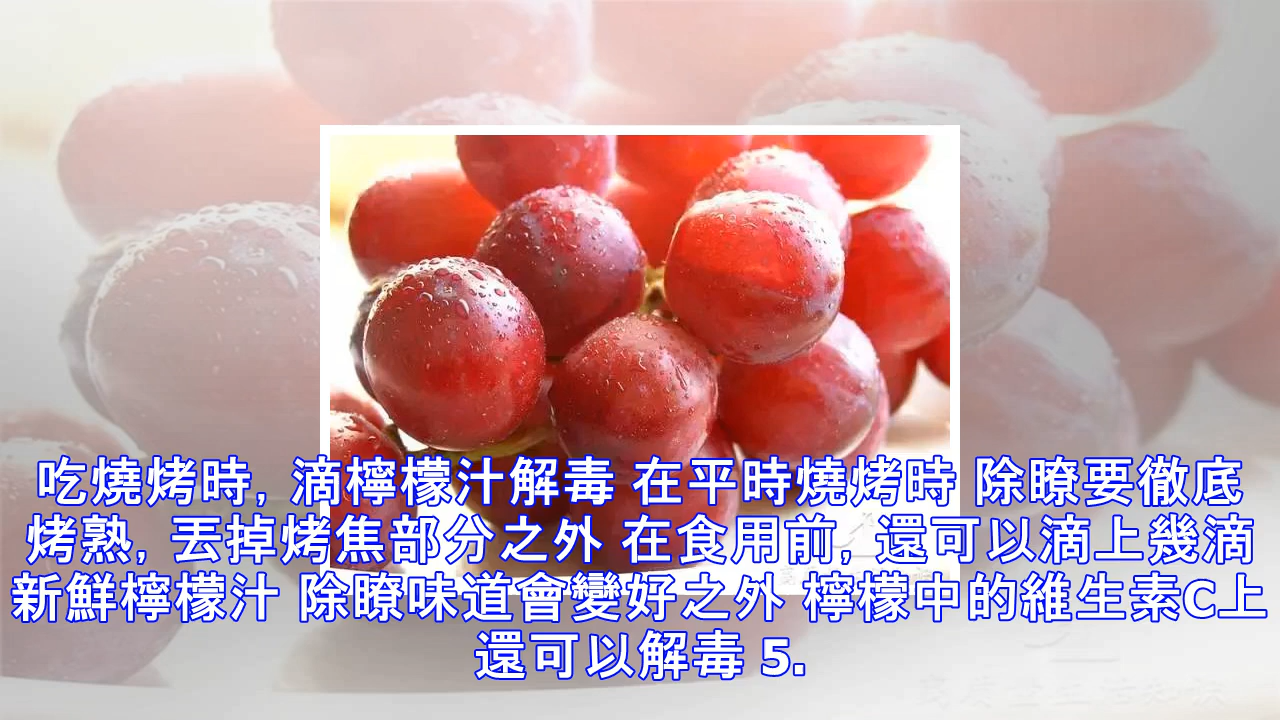 吃燒烤時, 滴檸檬汁解毒 在平時燒烤時 除瞭要徹底
烤熟, 丟掉烤焦部分之外 在食用前, 還可以滴上幾滴
新鮮檸檬汁 除瞭味道會變好之外 檸檬中的維生素C上
還可以解毒 5.